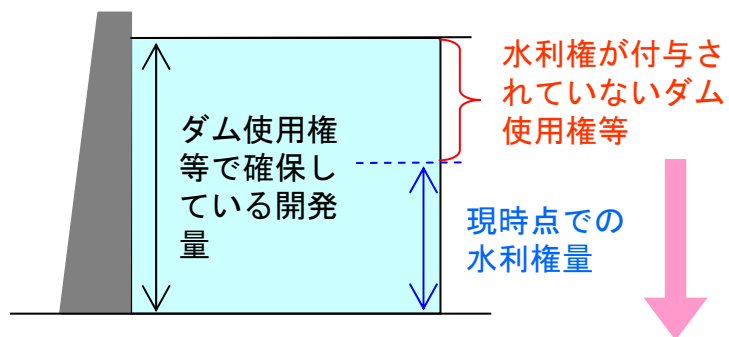 水利権が付与さ
れていないダム
使用権等
ダム使用権
等で確保し
ている開発
量
現時点での
水利権量